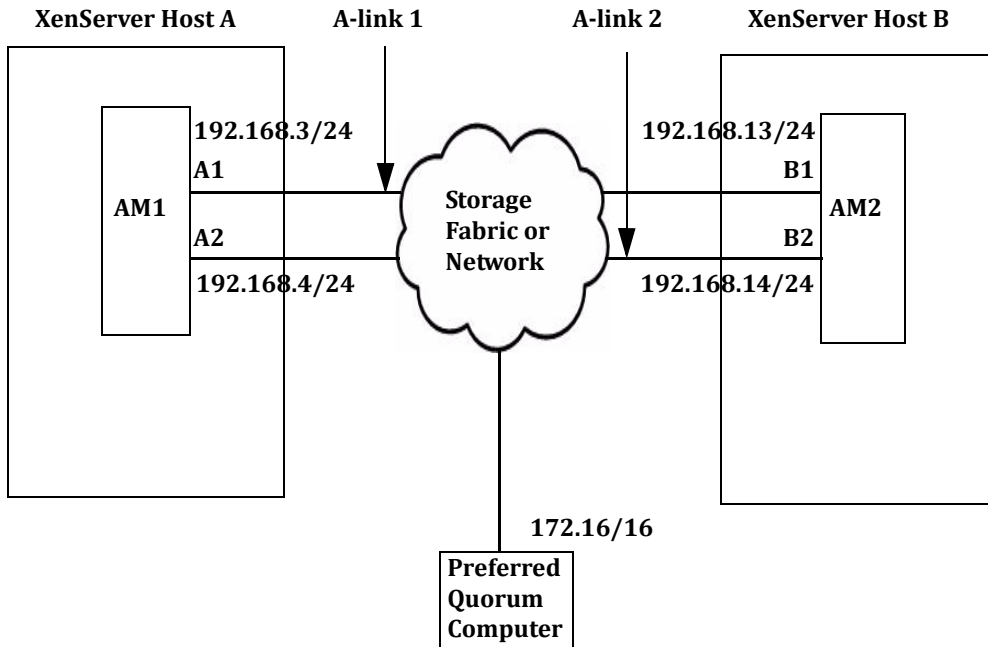 XenServer Host A
A-link 1
A-link 2
XenServer Host B
192.168.3/24
192.168.13/24
A1
B1
AM1
Storage
Fabric or
Network
AM2
A2
B2
192.168.4/24
192.168.14/24
172.16/16
Preferred
Quorum
Computer